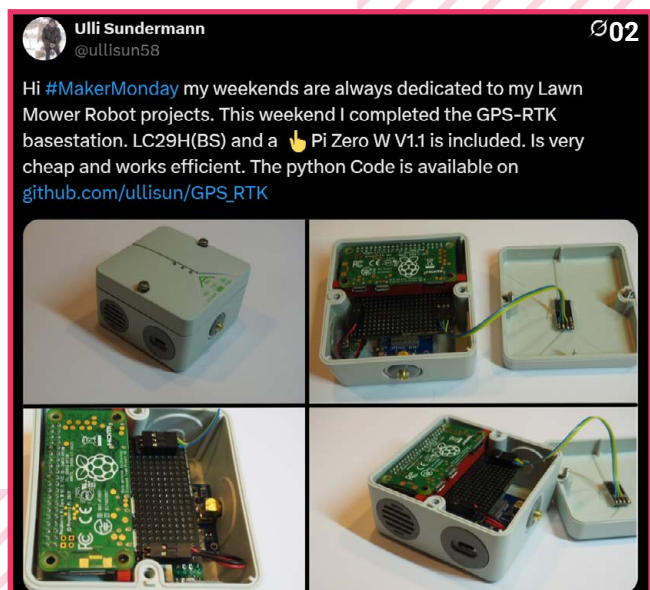 Ulli Sundermann
@ullisun58
02
Hi #MakerMonday my weekends are always dedicated to my Lawn
Mower Robot projects. This weekend I completed the GPS-RTK
basestation. LC29H(BS) and a 👆 Pi Zero W V1.1 is included. Is very
cheap and works efficient. The python Code is available on
github.com/ullisun/GPS_RTK